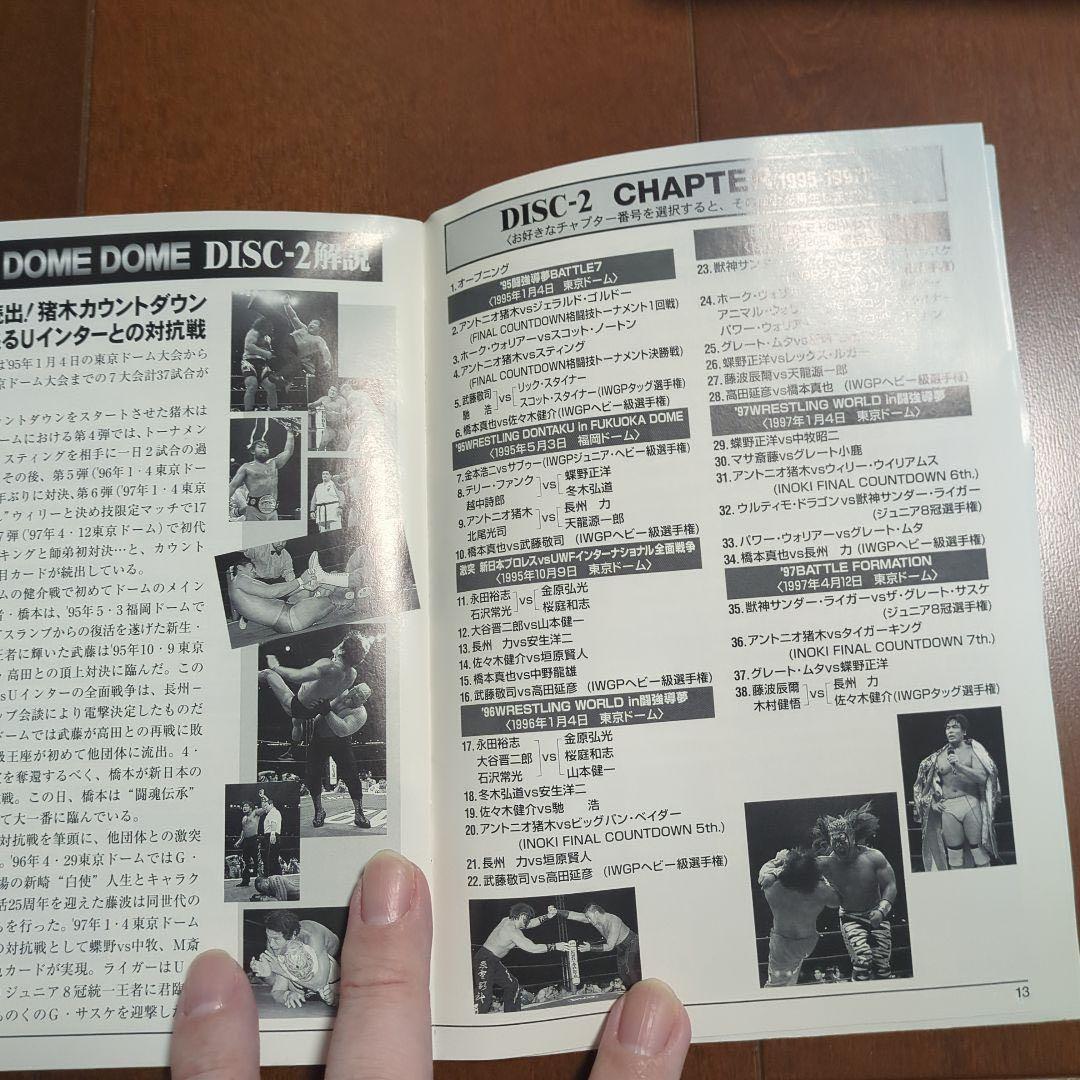 DOME DOME DISC-2解説
続出!猪木カウントダウン
るUインターとの対抗戦
は'95年1月4日の東京ドーム大会から
京ドーム大会までの7大会計37試合が
ウントダウンをスタートさせた猪木は
ームにおける第4弾では、トーナメン
スティングを相手に一日2試合の過
その後、第5弾('96年1・4東京ドー
年ぶりに対決、第6弾('97年1・4東京
"ウィリーと決め技限定マッチで17
7弾('97年4・12東京ドーム)で初代
キングと師弟初対決…と、カウント
目カードが続出している。
ムの健介戦で初めてドームのメイン
者・橋本は、'95年5・3福岡ドームで
スランプからの復活を遂げた新生・
王者に輝いた武藤は'95年10・9東京
・高田との頂上対決に臨んだ。この
sUインターの全面戦争は、長州−
ップ会談により電撃決定したものだ
ドームでは武藤が高田との再戦に敗
級王座が初めて他団体に流出。4・
を奪還するべく、橋本が新日本の
戦。この日、橋本は"闘魂伝承"
て大一番に臨んでいる。
対抗戦を筆頭に、他団体との激突
。'96年4・29東京ドームではG・
場の新崎"白使"人生とキャラク
活25周年を迎えた藤波は同世代の
を行った。'97年1・4東京ドーム
の対抗戦として蝶野vs中牧、M斎
カードが実現。ライガーはU
ジュニア8冠統一王者に君臨
ものくのG・サスケを迎撃した
DISC-2 CHAPTE (1995-1997)
〈お好きなチャプター番号を選択すると、その
1.オープニング
'95闘強導夢BATTLE7
〈1995年1月4日 東京ドーム〉
2.アントニオ猪木vsジェラルド・ゴルドー
(FINAL COUNTDOWN格闘技トーナメント1回戦)
3.ホーク・ウォリアーvsスコット・ノートン
4.アントニオ猪木vsスティング
(FINAL COUNTDOWN格闘技トーナメント決勝戦)
5.武藤敬司 馳 浩 vs リック・スタイナー スコット・スタイナー(IWGPタッグ選手権)
6.橋本真也vs佐々木健介(IWGPヘビー級選手権)
'95WRESTLING DONTAKU in FUKUOKA DOME
〈1995年5月3日 福岡ドーム〉
7.金本浩二vsサブゥー(IWGPジュニア・ヘビー級選手権)
8.テリー・ファンク 越中詩郎 vs 蝶野正洋 冬木弘道
9.アントニオ猪木 北尾光司 vs 長州 力 天龍源一郎
10.橋本真也vs武藤敬司(IWGPヘビー級選手権)
激突 新日本プロレスvsUWFインターナショナル全面戦争
〈1995年10月9日 東京ドーム〉
11.永田裕志 石沢常光 vs 金原弘光 桜庭和志
12.大谷晋二郎vs山本健一
13.長州 力vs安生洋二
14.佐々木健介vs垣原賢人
15.橋本真也vs中野龍雄
16.武藤敬司vs高田延彦(IWGPヘビー級選手権)
'96WRESTLING WORLD in闘強導夢
〈1996年1月4日 東京ドーム〉
17.永田裕志 大谷晋二郎 石沢常光 vs 金原弘光 桜庭和志 山本健一
18.冬木弘道vs安生洋二
19.佐々木健介vs馳 浩
20.アントニオ猪木vsビッグバン・ベイダー
(INOKI FINAL COUNTDOWN 5th.)
21.長州 力vs垣原賢人
22.武藤敬司vs高田延彦(IWGPヘビー級選手権)
23.獣神サンダ
24.ホーク・ウォリ
アニマル・ウォリ
パワー・ウォリアー
25.グレート・ムタvs
26.蝶野正洋vsレックス・ルガー
27.藤波辰爾vs天龍源一郎
28.高田延彦vs橋本真也(IWGPヘビー級選手権)
'97WRESTLING WORLD in闘強導夢
〈1997年1月4日 東京ドーム〉
29.蝶野正洋vs中牧昭二
30.マサ斎藤vsグレート小鹿
31.アントニオ猪木vsウィリー・ウイリアムス
(INOKI FINAL COUNTDOWN 6th.)
32.ウルティモ・ドラゴンvs獣神サンダー・ライガー
(ジュニア8冠選手権)
33.パワー・ウォリアーvsグレート・ムタ
34.橋本真也vs長州 力(IWGPヘビー級選手権)
'97BATTLE FORMATION
〈1997年4月12日 東京ドーム〉
35.獣神サンダー・ライガーvsザ・グレート・サスケ
(ジュニア8冠選手権)
36.アントニオ猪木vsタイガーキング
(INOKI FINAL COUNTDOWN 7th.)
37.グレート・ムタvs蝶野正洋
38.藤波辰爾 木村健悟 vs 長州 力 佐々木健介(IWGPタッグ選手権)
13